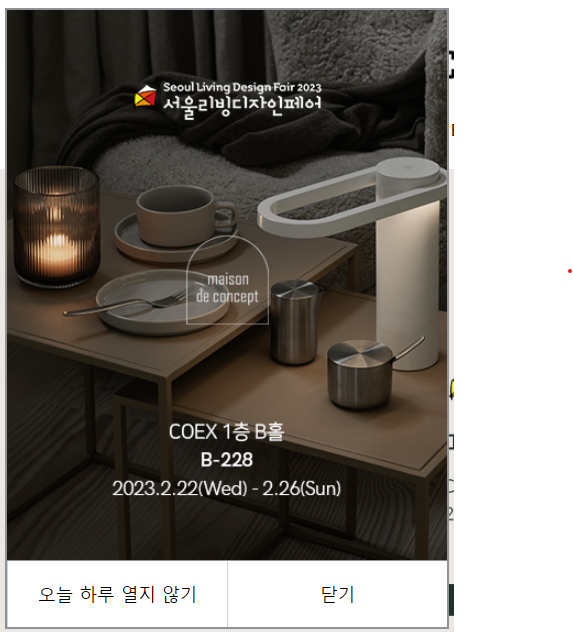 Seoul Living Design Fair 2023
서울리빙디자인페어
maison
de concept
COEX 1층 B홀
B-228
2023.2.22(Wed) - 2.26(Sun)
오늘 하루 열지 않기
닫기